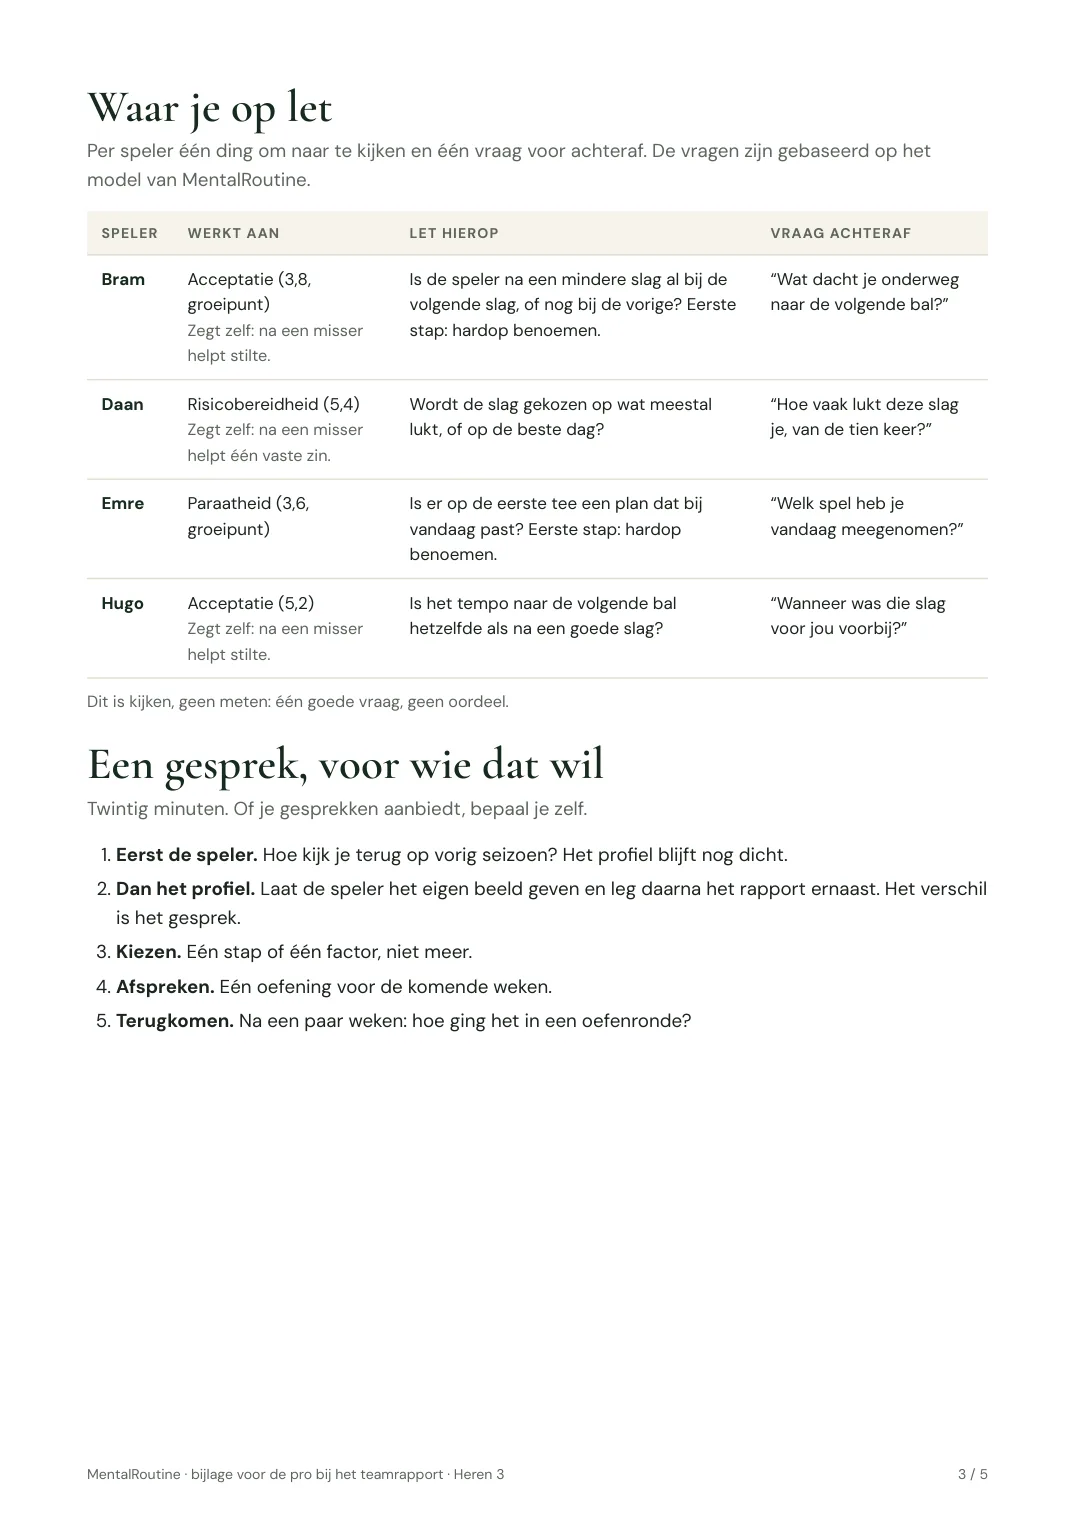 Waar je op let
Per speler één ding om naar te kijken en één vraag voor achteraf. De vragen zijn gebaseerd op het
model van MentalRoutine.
SPELER WERKT AAN LET HIEROP VRAAG ACHTERAF
Bram Acceptatie (3,8, Is de speler na een mindere slag al bij de “Wat dacht je onderweg
groeipunt) volgende slag, of nog bij de vorige? Eerste naar de volgende bal?”
Zegt zelf: na een misser stap: hardop benoemen.
helpt stilte.
Daan Risicobereidheid (5,4) Wordt de slag gekozen op wat meestal “Hoe vaak lukt deze slag
Zegt zelf: na een misser lukt, of op de beste dag? je, van de tien keer?”
helpt één vaste zin.
Emre Paraatheid (3,6, Is er op de eerste tee een plan dat bij “Welk spel heb je
groeipunt) vandaag past? Eerste stap: hardop vandaag meegenomen?”
benoemen.
Hugo Acceptatie (5,2) Is het tempo naar de volgende bal “Wanneer was die slag
Zegt zelf: na een misser hetzelfde als na een goede slag? voor jou voorbij?”
helpt stilte.
Dit is kijken, geen meten: één goede vraag, geen oordeel.
Een gesprek, voor wie dat wil
Twintig minuten. Of je gesprekken aanbiedt, bepaal je zelf.
1. Eerst de speler. Hoe kijk je terug op vorig seizoen? Het profiel blijft nog dicht.
2. Dan het profiel. Laat de speler het eigen beeld geven en leg daarna het rapport ernaast. Het verschil
is het gesprek.
3. Kiezen. Eén stap of één factor, niet meer.
4. Afspreken. Eén oefening voor de komende weken.
5. Terugkomen. Na een paar weken: hoe ging het in een oefenronde?
MentalRoutine · bijlage voor de pro bij het teamrapport · Heren 3 3 / 5